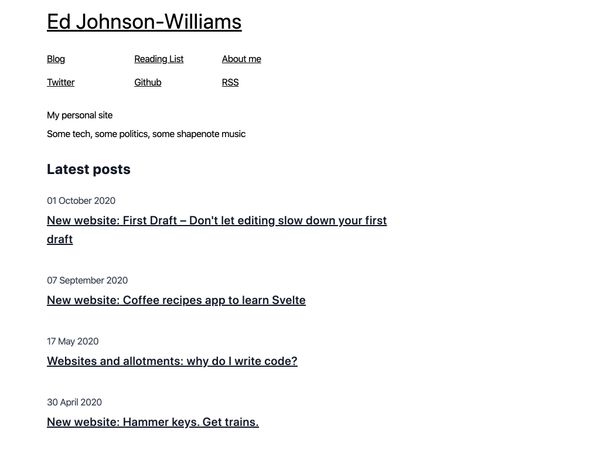 Ed Johnson-Williams
Blog Reading List About me
Twitter Github RSS
My personal site
Some tech, some politics, some shapenote music
Latest posts
01 October 2020
New website: First Draft – Don't let editing slow down your first
draft
07 September 2020
New website: Coffee recipes app to learn Svelte
17 May 2020
Websites and allotments: why do I write code?
30 April 2020
New website: Hammer keys. Get trains.